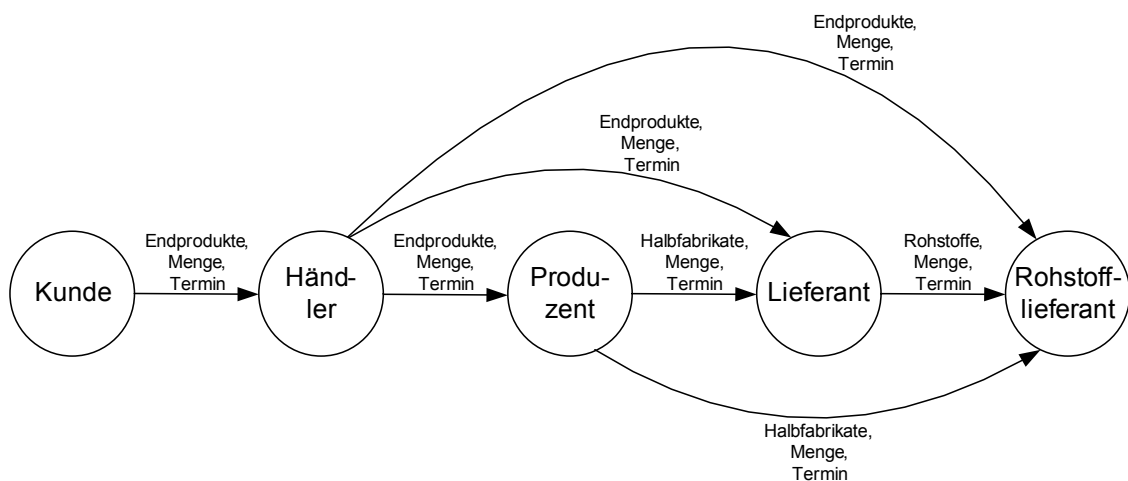 Endprodukte,
Menge,
Termin
Endprodukte,
Menge,
Termin
Endprodukte,
Menge,
Termin
Endprodukte,
Menge,
Termin
Halbfabrikate,
Menge,
Termin
Rohstoffe,
Menge,
Termin
Kunde
Händ-
ler
Produ-
zent
Lieferant
Rohstoff-
lieferant
Halbfabrikate,
Menge,
Termin